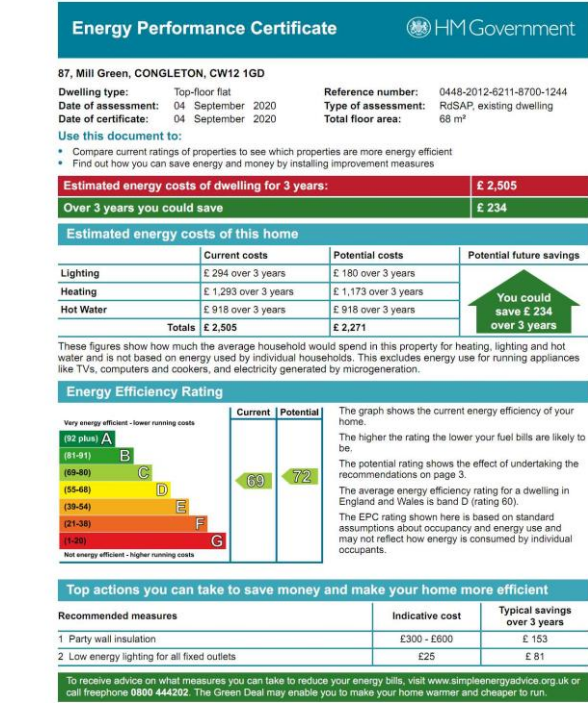 Energy Performance Certificate
HM Government
87, Mill Green, CONGLETON, CW12 1GD
Dwelling type: Top-floor flat
Date of assessment: 04 September 2020
Date of certificate: 04 September 2020
Reference number: 0448-2012-6211-8700-1244
Type of assessment: RdSAP, existing dwelling
Total floor area: 68 m²
Use this document to:
• Compare current ratings of properties to see which properties are more energy efficient
• Find out how you can save energy and money by installing improvement measures
Estimated energy costs of dwelling for 3 years: £ 2,505
Over 3 years you could save £ 234
Estimated energy costs of this home
Current costs Potential costs Potential future savings
Lighting £ 294 over 3 years £ 180 over 3 years
Heating £ 1,293 over 3 years £ 1,173 over 3 years
Hot Water £ 918 over 3 years £ 918 over 3 years
Totals £ 2,505 £ 2,271
You could
save £ 234
over 3 years
These figures show how much the average household would spend in this property for heating, lighting and hot
water and is not based on energy used by individual households. This excludes energy use for running appliances
like TVs, computers and cookers, and electricity generated by microgeneration.
Energy Efficiency Rating
Current Potential
Very energy efficient - lower running costs
(92 plus) A
(81-91) B
(69-80) C
(55-68) D
(39-54) E
(21-38) F
(1-20) G
Not energy efficient - higher running costs
69 72
The graph shows the current energy efficiency of your
home.
The higher the rating the lower your fuel bills are likely to
be.
The potential rating shows the effect of undertaking the
recommendations on page 3.
The average energy efficiency rating for a dwelling in
England and Wales is band D (rating 60).
The EPC rating shown here is based on standard
assumptions about occupancy and energy use and
may not reflect how energy is consumed by individual
occupants.
Top actions you can take to save money and make your home more efficient
Recommended measures Indicative cost Typical savings
over 3 years
1 Party wall insulation £300 - £600 £ 153
2 Low energy lighting for all fixed outlets £25 £ 81
To receive advice on what measures you can take to reduce your energy bills, visit www.simpleenergyadvice.org.uk or
call freephone 0800 444202. The Green Deal may enable you to make your home warmer and cheaper to run.